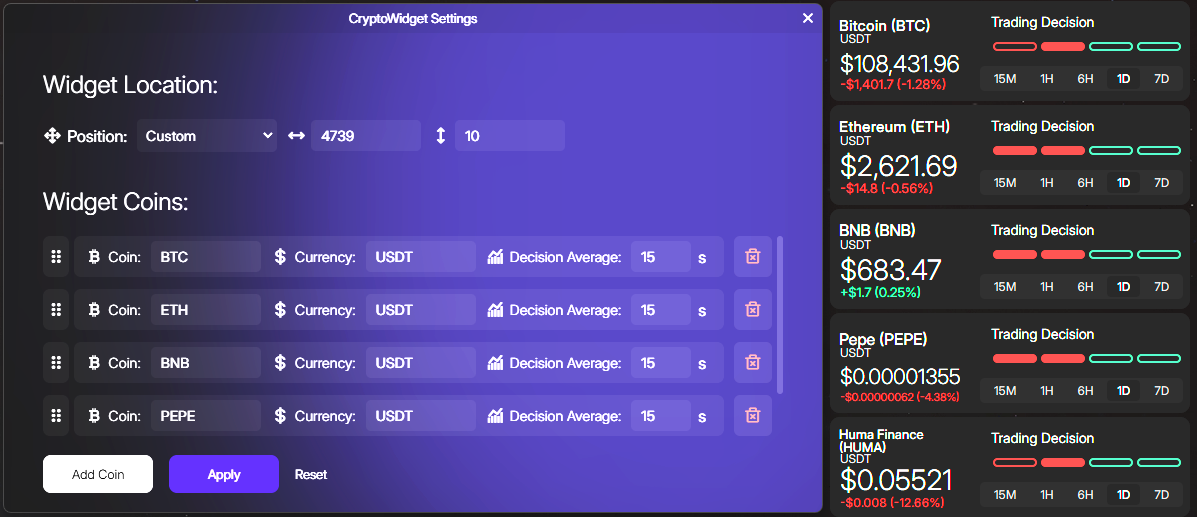 CryptoWidget Settings
Widget Location:
Position: Custom 4739 10
Widget Coins:
Coin: BTC Currency: USDT Decision Average: 15 s
Coin: ETH Currency: USDT Decision Average: 15 s
Coin: BNB Currency: USDT Decision Average: 15 s
Coin: PEPE Currency: USDT Decision Average: 15 s
Add Coin Apply Reset
Bitcoin (BTC)
USDT
$108,431.96
-$1,401.7 (-1.28%)
Trading Decision
15M 1H 6H 1D 7D
Ethereum (ETH)
USDT
$2,621.69
-$14.8 (-0.56%)
Trading Decision
15M 1H 6H 1D 7D
BNB (BNB)
USDT
$683.47
+$1.7 (0.25%)
Trading Decision
15M 1H 6H 1D 7D
Pepe (PEPE)
USDT
$0.00001355
-$0.00000062 (-4.38%)
Trading Decision
15M 1H 6H 1D 7D
Huma Finance
(HUMA)
USDT
$0.05521
-$0.008 (-12.66%)
Trading Decision
15M 1H 6H 1D 7D